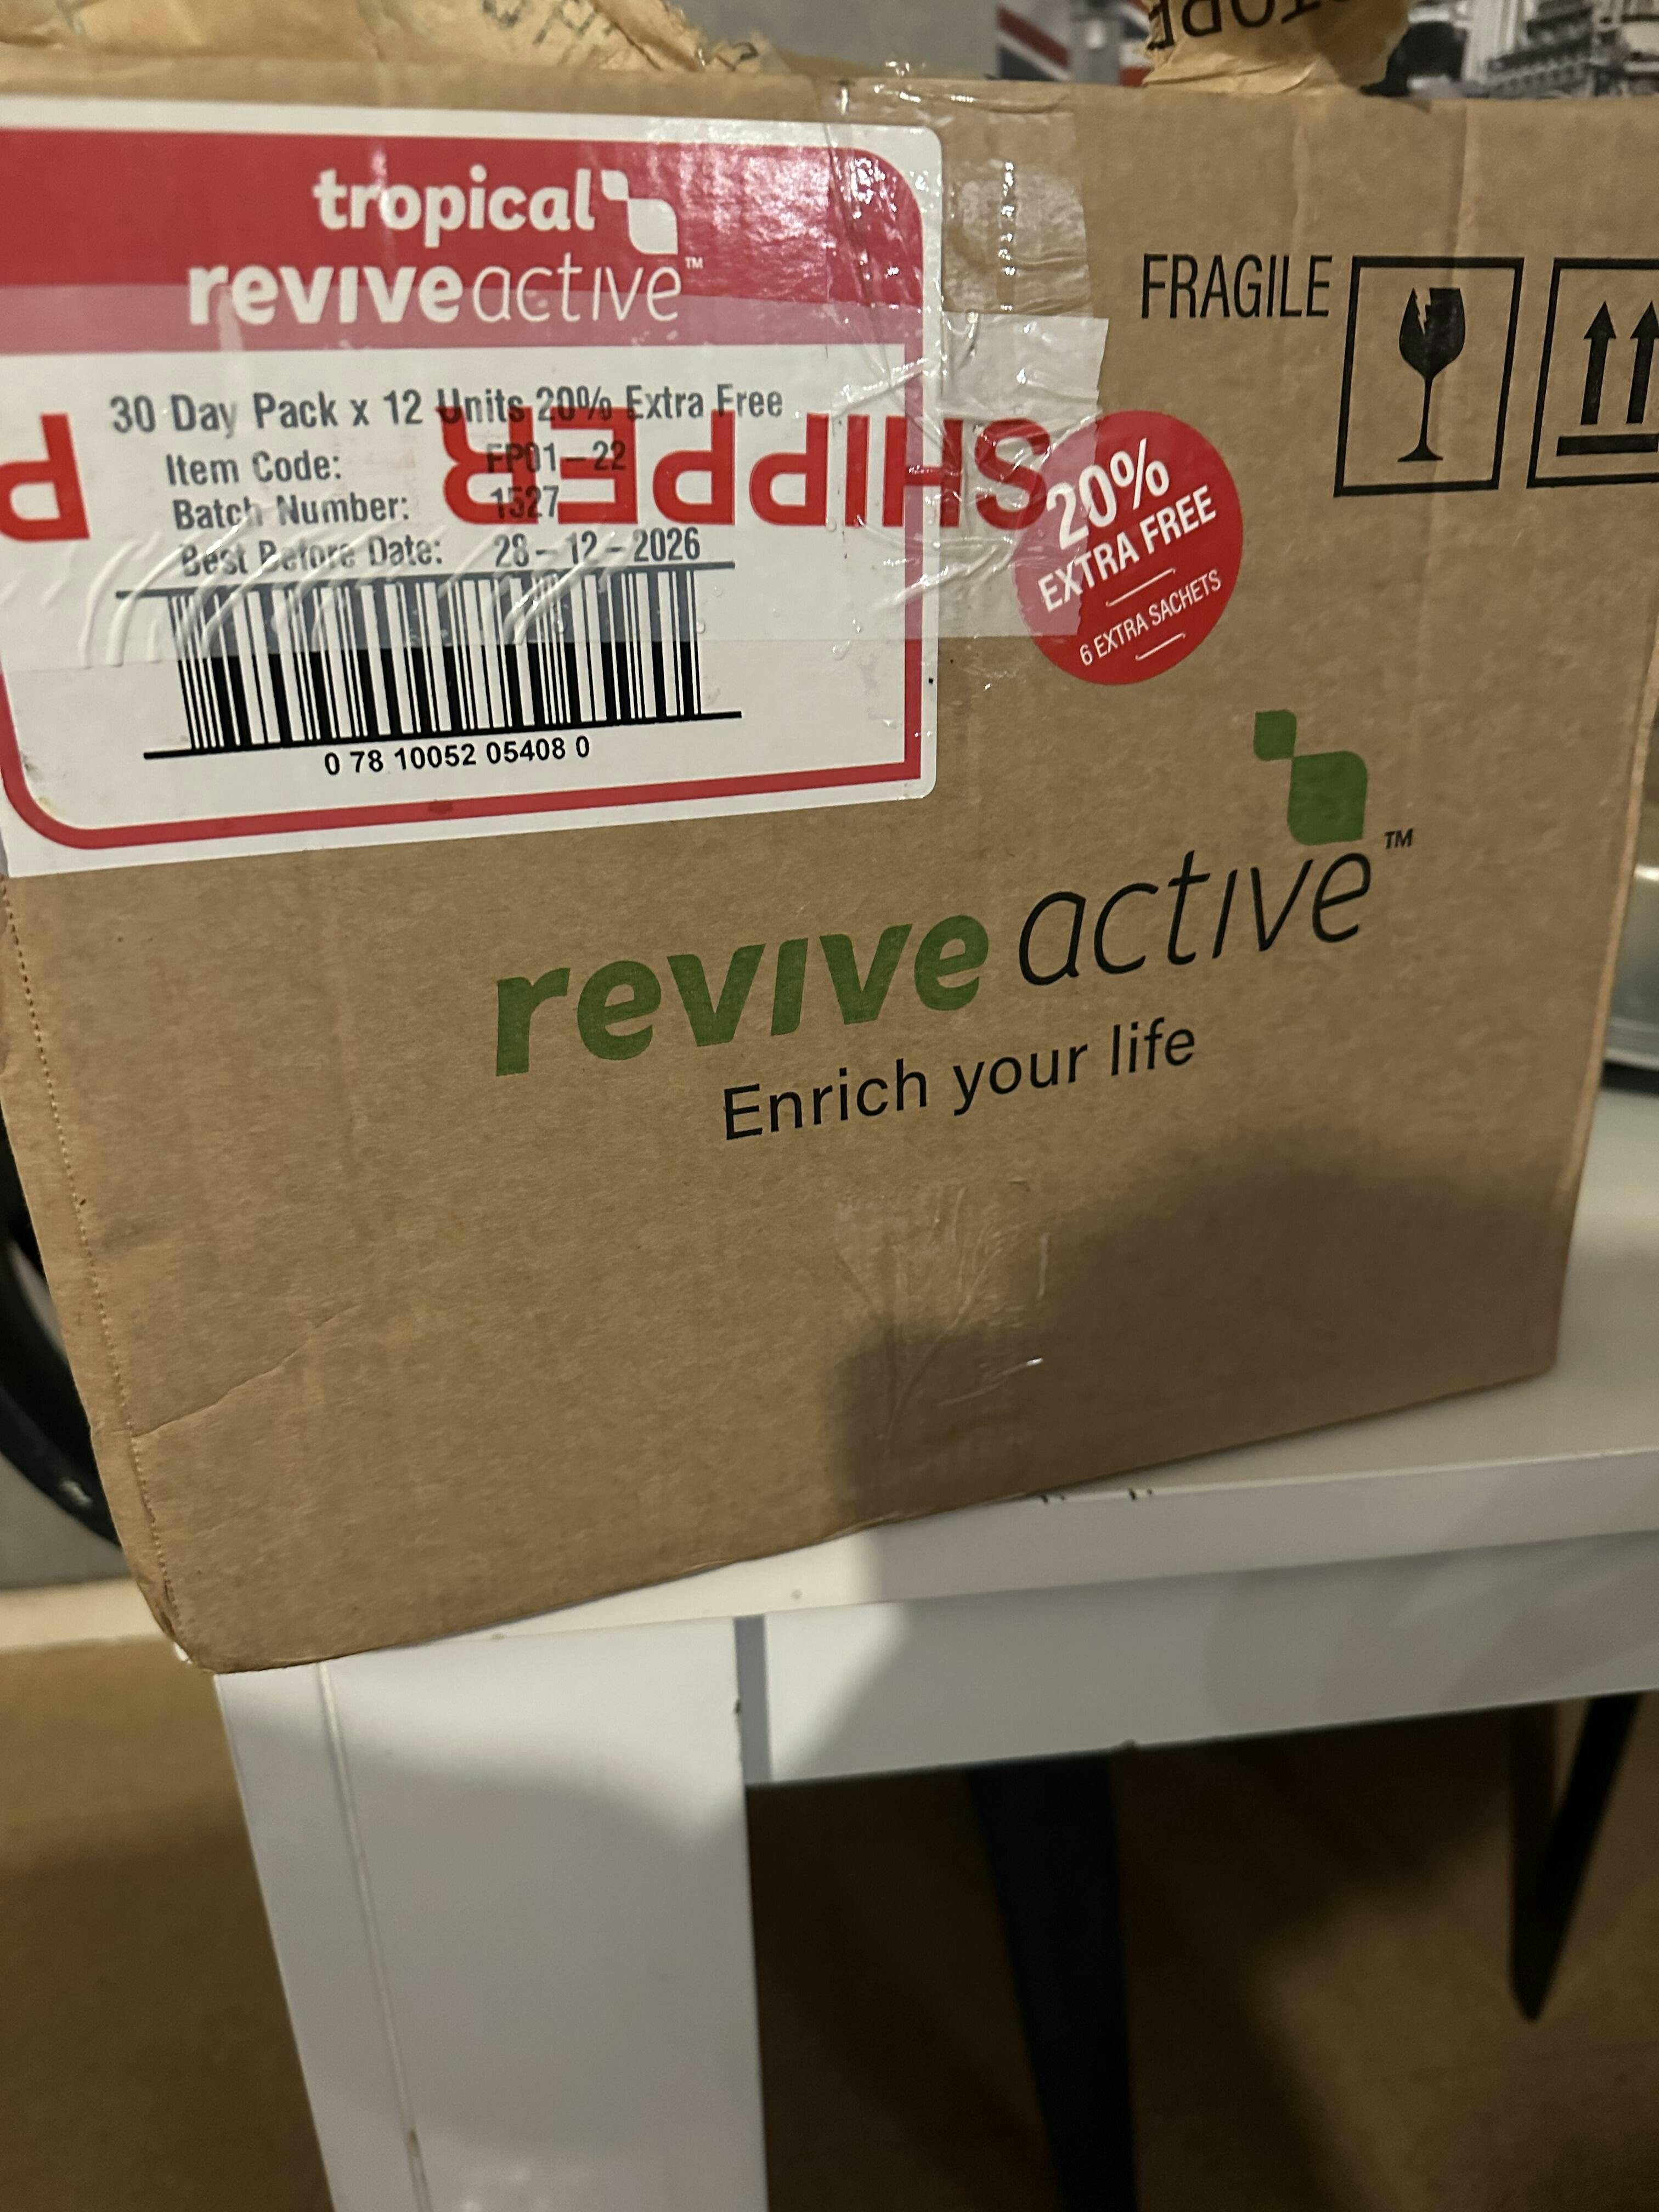 tropical
reviveactive™
30 Day Pack x 12 Units 20% Extra Free
Item Code: FP01-22
Batch Number: 1527
Best Before Date: 28-12-2026
0 78 10052 05408 0
SHIPPER
FRAGILE
20%
EXTRA FREE
6 EXTRA SACHETS
revive active™
Enrich your life